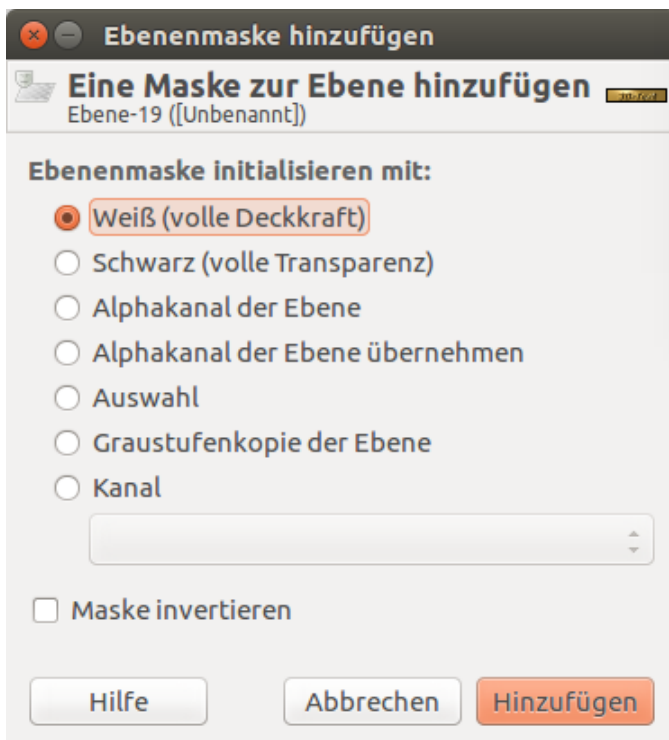 Ebenenmaske hinzufügen
Eine Maske zur Ebene hinzufügen
Ebene-19 ([Unbenannt])
Ebenenmaske initialisieren mit:
Weiß (volle Deckkraft)
Schwarz (volle Transparenz)
Alphakanal der Ebene
Alphakanal der Ebene übernehmen
Auswahl
Graustufenkopie der Ebene
Kanal
Maske invertieren
Hilfe Abbrechen Hinzufügen